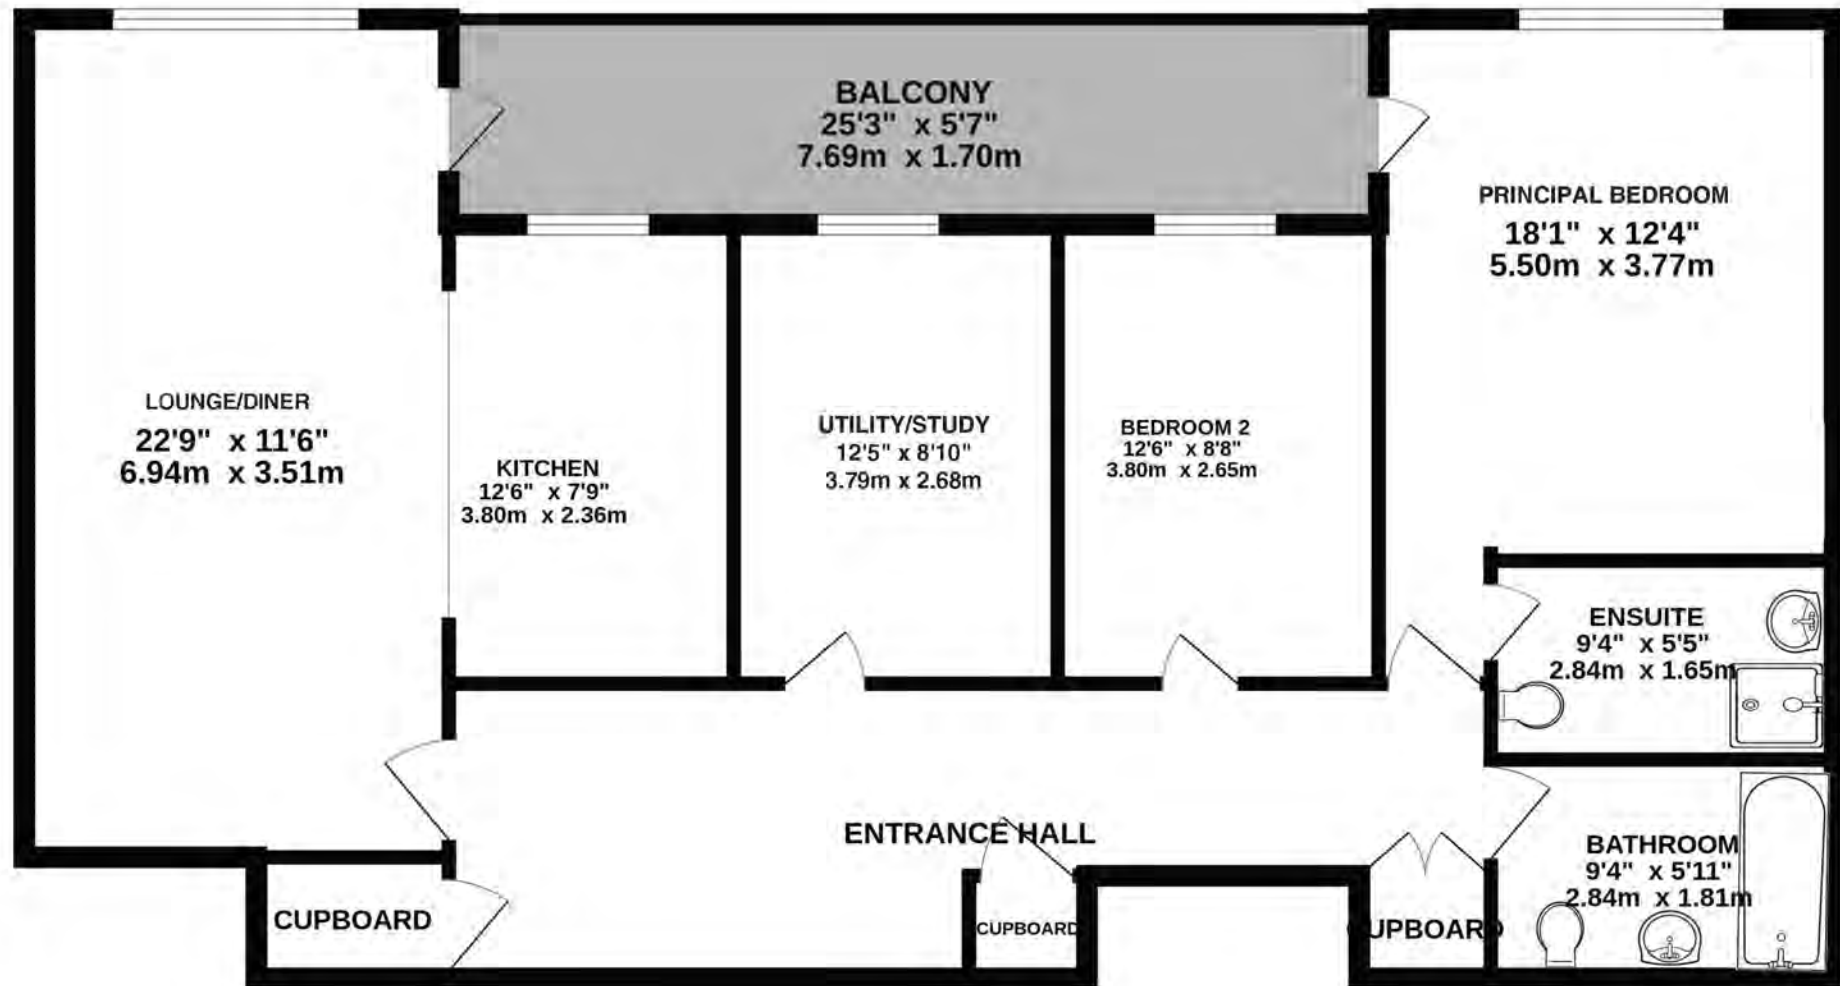 BALCONY
25'3" x 5'7"
7.69m x 1.70m
PRINCIPAL BEDROOM
18'1" x 12'4"
5.50m x 3.77m
LOUNGE/DINER
22'9" x 11'6"
6.94m x 3.51m
KITCHEN
12'6" x 7'9"
3.80m x 2.36m
UTILITY/STUDY
12'5" x 8'10"
3.79m x 2.68m
BEDROOM 2
12'6" x 8'8"
3.80m x 2.65m
ENSUITE
9'4" x 5'5"
2.84m x 1.65m
ENTRANCE HALL
BATHROOM
9'4" x 5'11"
2.84m x 1.81m
CUPBOARD
CUPBOARD
CUPBOARD